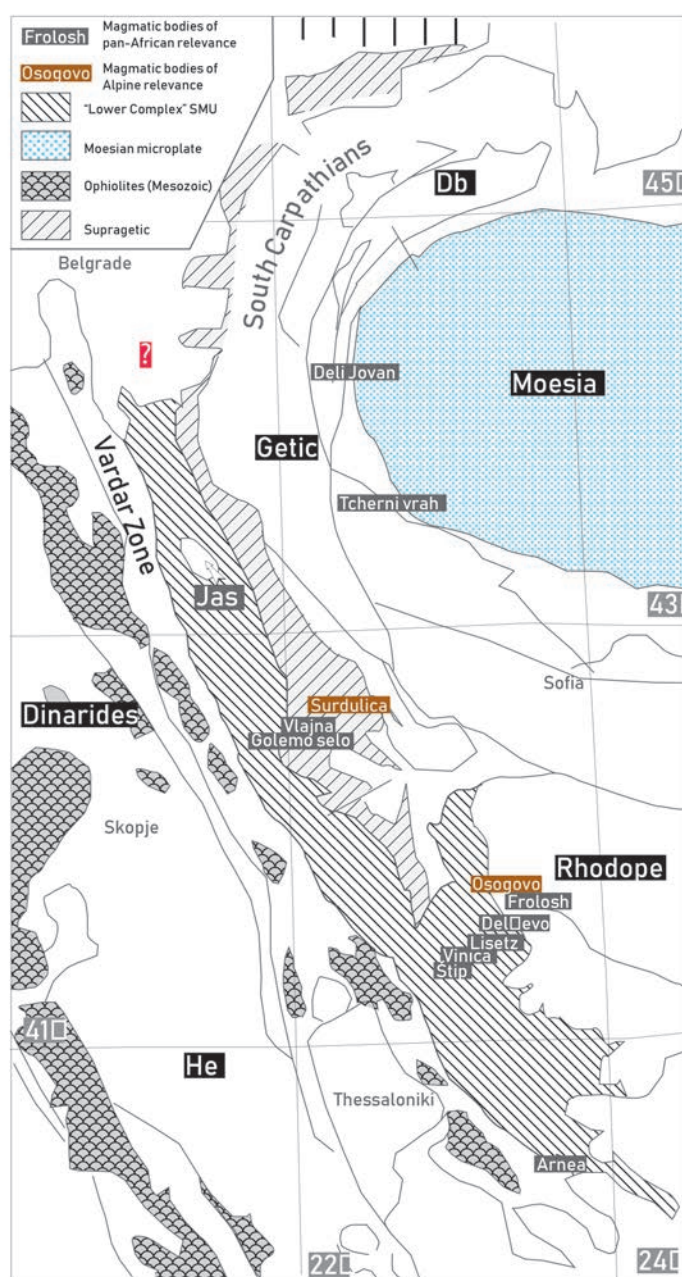 Frolosh
Magmatic bodies of
pan-African relevance
Osogovo
Magmatic bodies of
Alpine relevance
"Lower Complex" SMU
Moesian microplate
Ophiolites (Mesozoic)
Supragetic
Belgrade
South Carpathians
Db
45□
?
Deli Jovan
Moesia
Getic
Vardar Zone
Tcherni vrah
Jas
43□
Sofia
Surdulica
Dinarides
Vlajna
Golemo selo
Skopje
Rhodope
Osogovo
Frolosh
Del□evo
Lisetz
Vinica
Štip
41□
He
Thessaloniki
Arnea
22□
24□